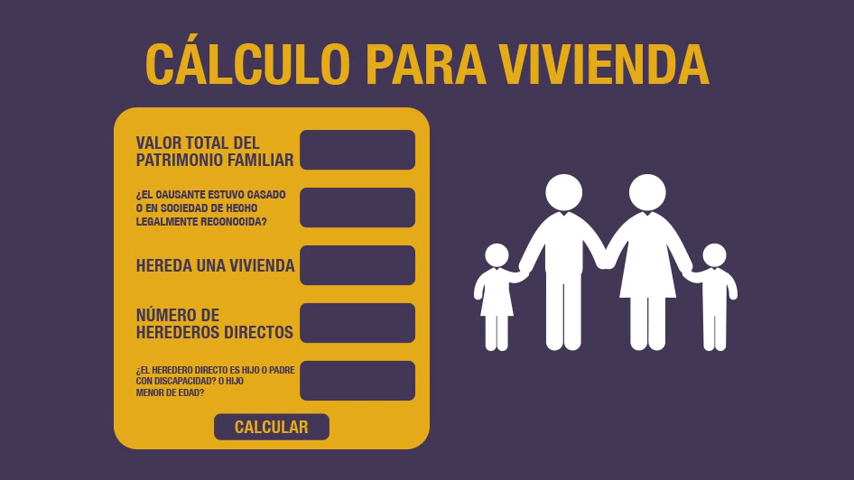 CÁLCULO PARA VIVIENDA
VALOR TOTAL DEL
PATRIMONIO FAMILIAR
¿EL CAUSANTE ESTUVO CASADO
O EN SOCIEDAD DE HECHO
LEGALMENTE RECONOCIDA?
HEREDA UNA VIVIENDA
NÚMERO DE
HEREDEROS DIRECTOS
¿EL HEREDERO DIRECTO ES HIJO O PADRE
CON DISCAPACIDAD? O HIJO
MENOR DE EDAD?
CALCULAR